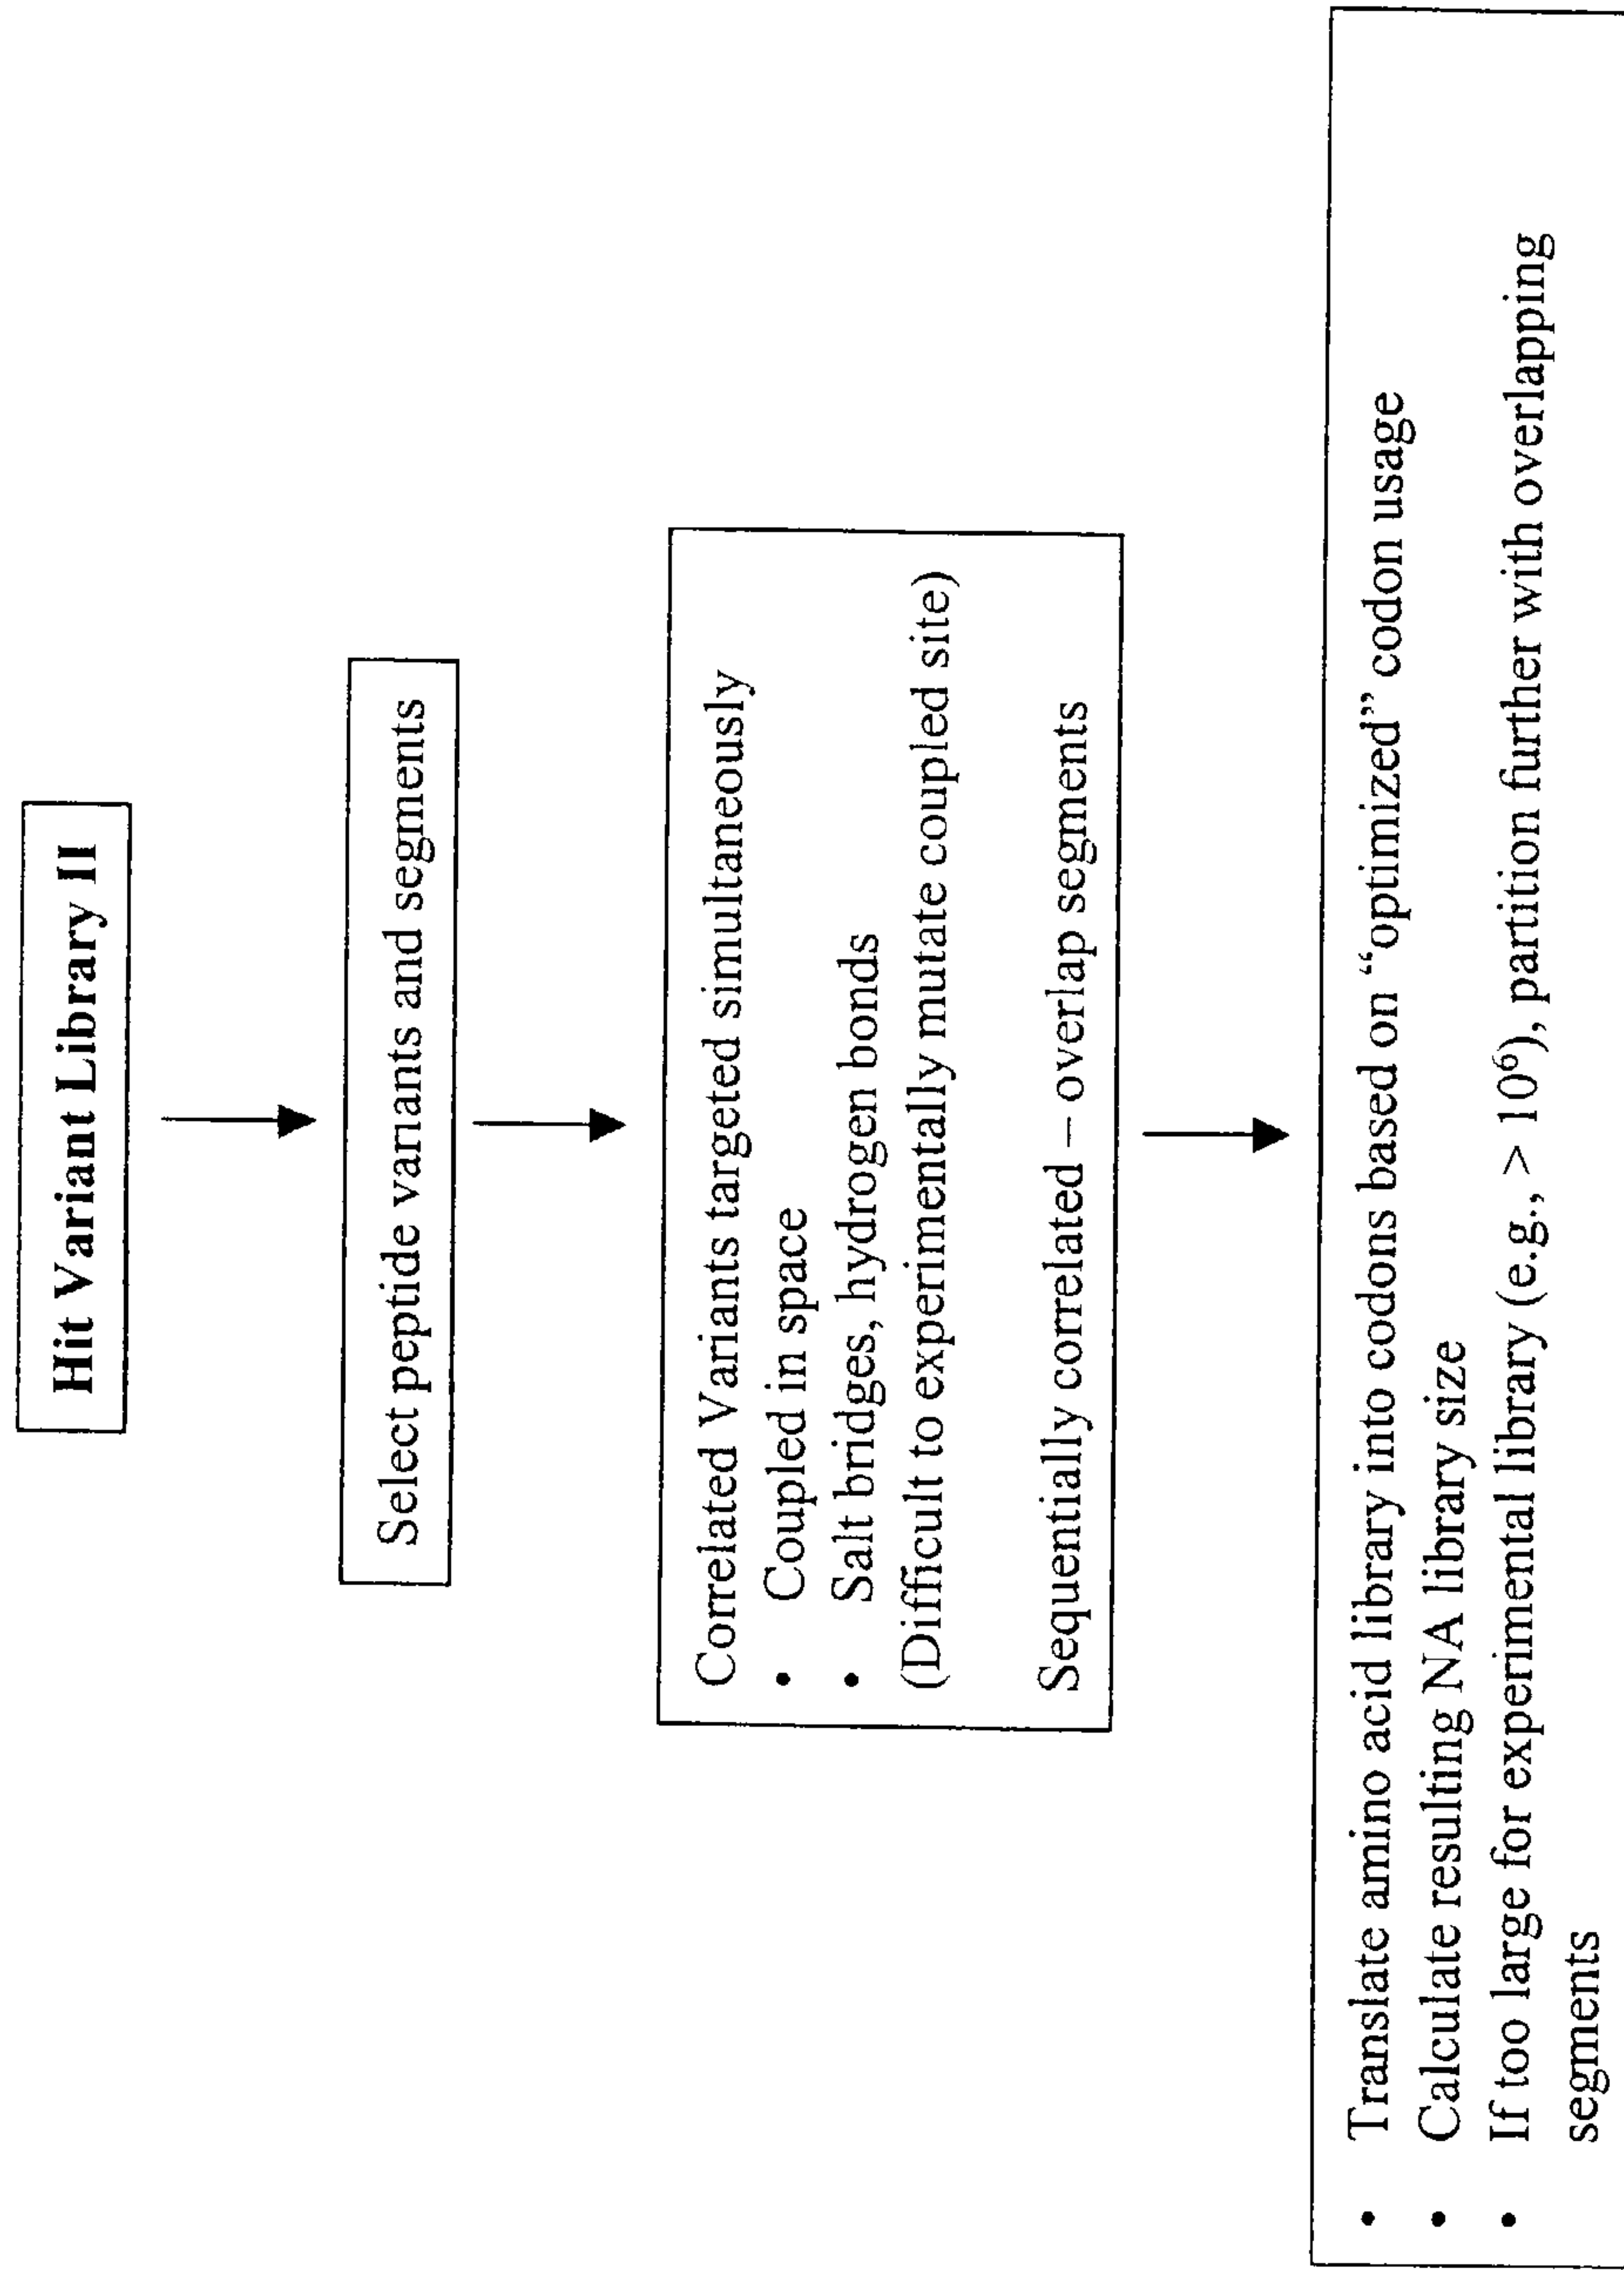 Hit Variant Library II
Select peptide variants and segments
Correlated Variants targeted simultaneously
• Coupled in space
• Salt bridges, hydrogen bonds
(Difficult to experimentally mutate coupled site)
Sequentially correlated – overlap segments
• Translate amino acid library into codons based on “optimized” codon usage
• Calculate resulting NA library size
• If too large for experimental library (e.g., > 10⁶), partition further with overlapping
segments